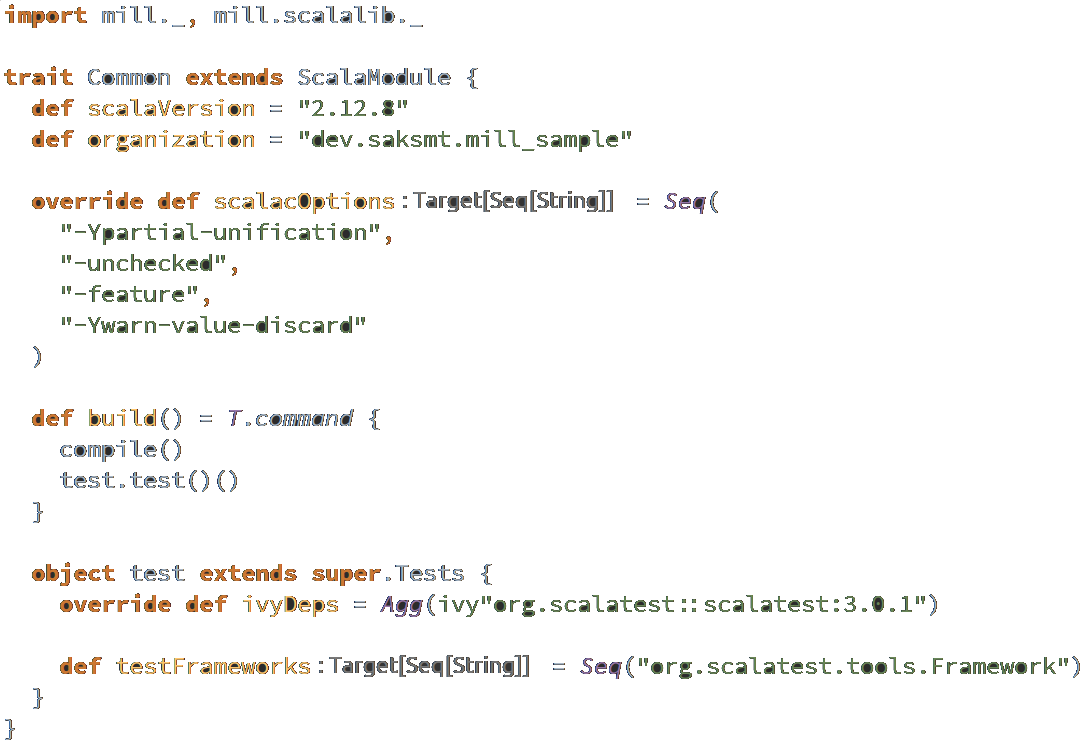 import mill._, mill.scalalib._
trait Common extends ScalaModule {
def scalaVersion = "2.12.8"
def organization = "dev.saksmt.mill_sample"
override def scalacOptions: Target[Seq[String]] = Seq(
"-Ypartial-unification",
"-unchecked",
"-feature",
"-Ywarn-value-discard"
)
def build() = T.command {
compile()
test.test()()
}
object test extends super.Tests {
override def ivyDeps = Agg(ivy"org.scalatest::scalatest:3.0.1")
def testFrameworks: Target[Seq[String]] = Seq("org.scalatest.tools.Framework")
}
}